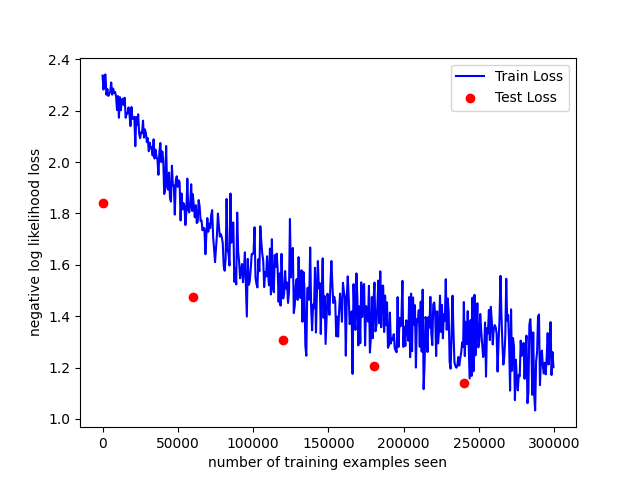 2.4
2.2
2.0
1.8
1.6
1.4
1.2
1.0
negative log likelihood loss
Train Loss
Test Loss
0 50000 100000 150000 200000 250000 300000
number of training examples seen